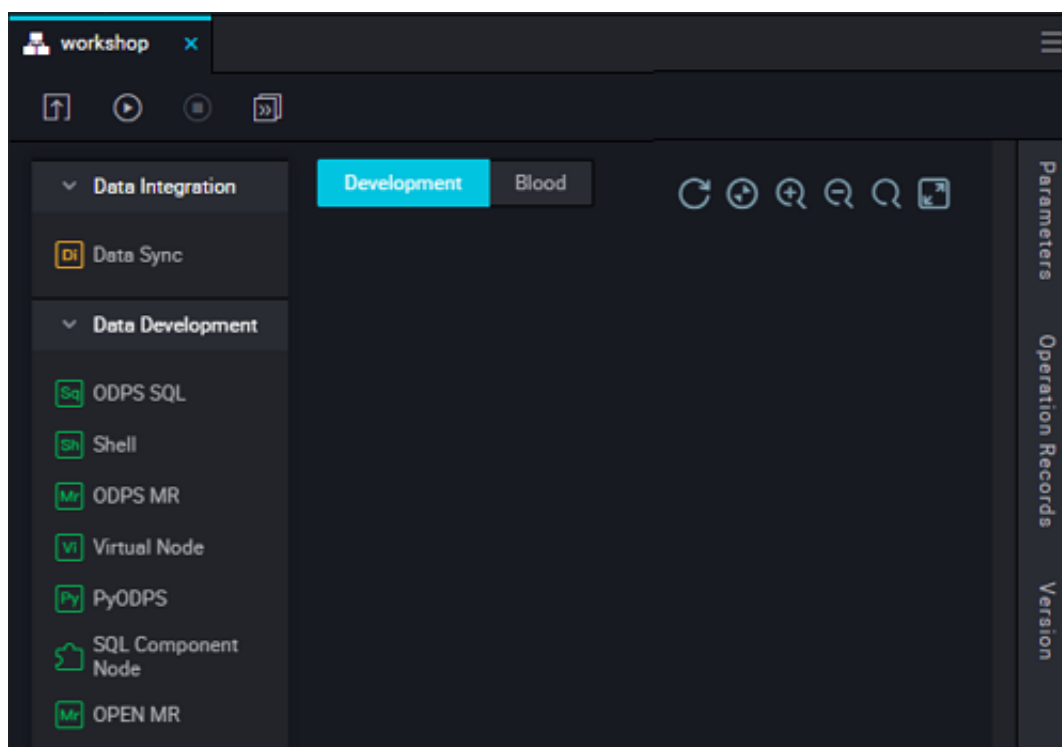 workshop
Data Integration
Development
Blood
Di Data Sync
Data Development
Sq ODPS SQL
Sh Shell
Mr ODPS MR
Vi Virtual Node
Py PyODPS
SQL Component
Node
Mr OPEN MR
Parameters
Operation Records
Version